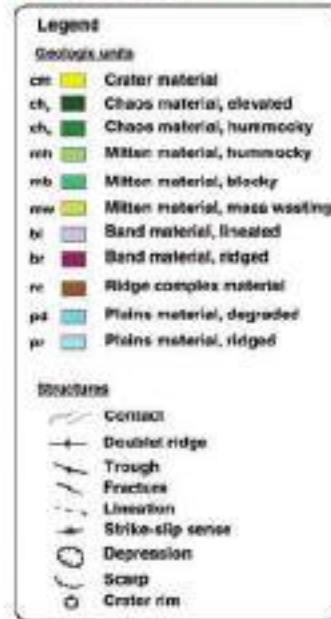 Legend
Geologic units
cm Crater material
ch Chaos material, elevated
ch Chaos material, hummocky
mh Mitten material, hummocky
mb Mitten material, blocky
mw Mitten material, mass wasting
bl Band material, lineated
br Band material, ridged
rc Ridge complex material
pd Plains material, degraded
pr Plains material, ridged
Structures
Contact
Doublet ridge
Trough
Fracture
Lineation
Strike-slip sense
Depression
Scarp
Crater rim